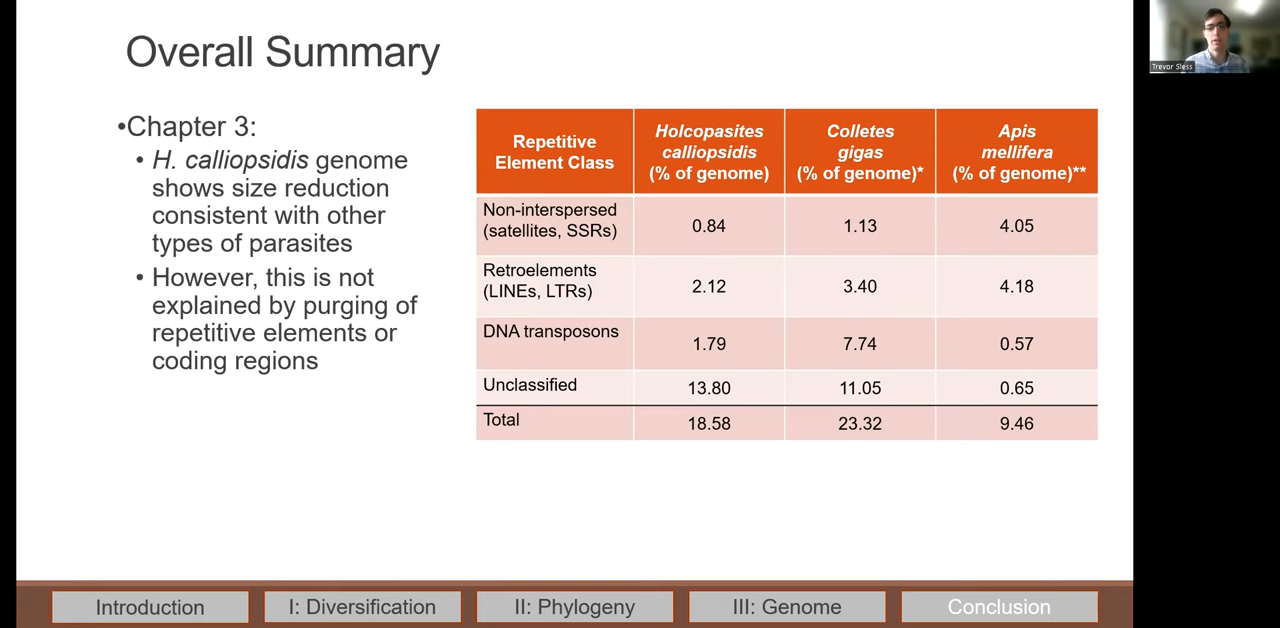 Overall Summary
•Chapter 3:
• H. calliopsidis genome
shows size reduction
consistent with other
types of parasites
• However, this is not
explained by purging of
repetitive elements or
coding regions
Repetitive
Element Class
Holcopasites
calliopsidis
(% of genome)
Colletes
gigas
(% of genome)*
Apis
mellifera
(% of genome)**
Non-interspersed
(satellites, SSRs)
0.84
1.13
4.05
Retroelements
(LINEs, LTRs)
2.12
3.40
4.18
DNA transposons
1.79
7.74
0.57
Unclassified
13.80
11.05
0.65
Total
18.58
23.32
9.46
Introduction
I: Diversification
II: Phylogeny
III: Genome
Conclusion
Trevor Sless